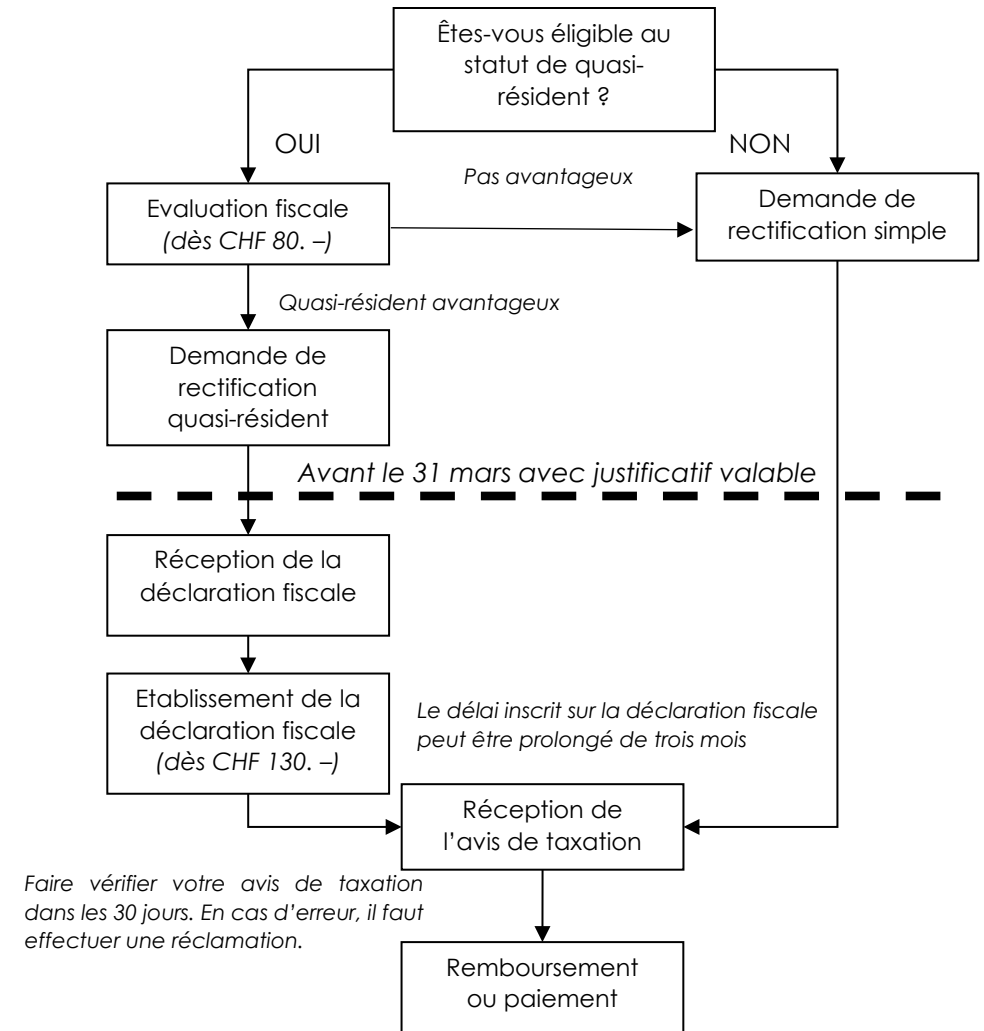 Êtes-vous éligible au
statut de quasi-
résident ?
OUI
NON
Pas avantageux
Evaluation fiscale
(dès CHF 80. –)
Demande de
rectification simple
Quasi-résident avantageux
Demande de
rectification
quasi-résident
Avant le 31 mars avec justificatif valable
Réception de la
déclaration fiscale
Etablissement de la
déclaration fiscale
(dès CHF 130. –)
Le délai inscrit sur la déclaration fiscale
peut être prolongé de trois mois
Réception de
l’avis de taxation
Faire vérifier votre avis de taxation
dans les 30 jours. En cas d’erreur, il faut
effectuer une réclamation.
Remboursement
ou paiement